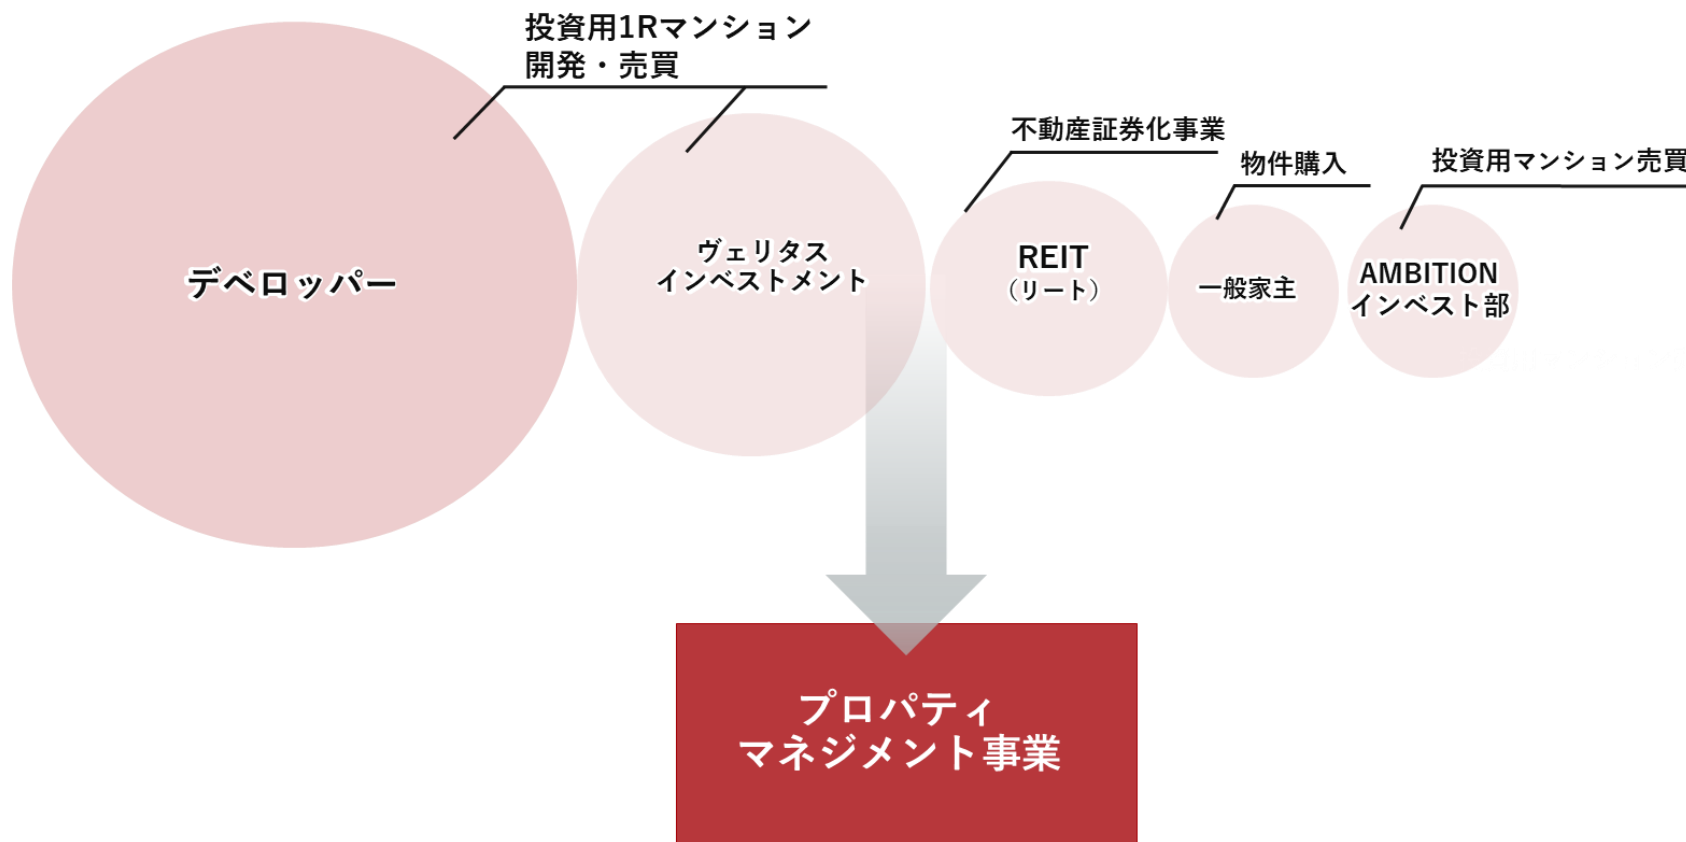 投資用1Rマンション
開発・売買
不動産証券化事業
物件購入
投資用マンション売買
デベロッパー
ヴェリタス
インベストメント
REIT
（リート）
一般家主
AMBITION
インベスト部
プロパティ
マネジメント事業